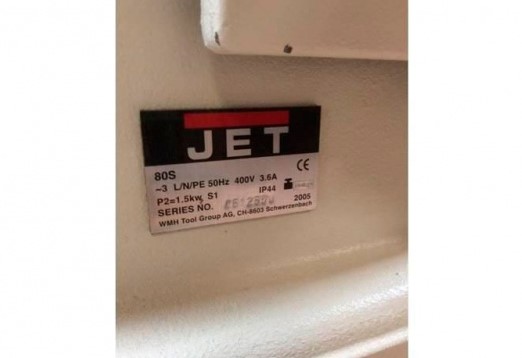 JET
80S
~3 L/N/PE 50Hz 400V 3.6A
P2=1.5kw S1 IP44
SERIES NO. 2005
WMH Tool Group AG, CH-8603 Schwerzenbach
CE